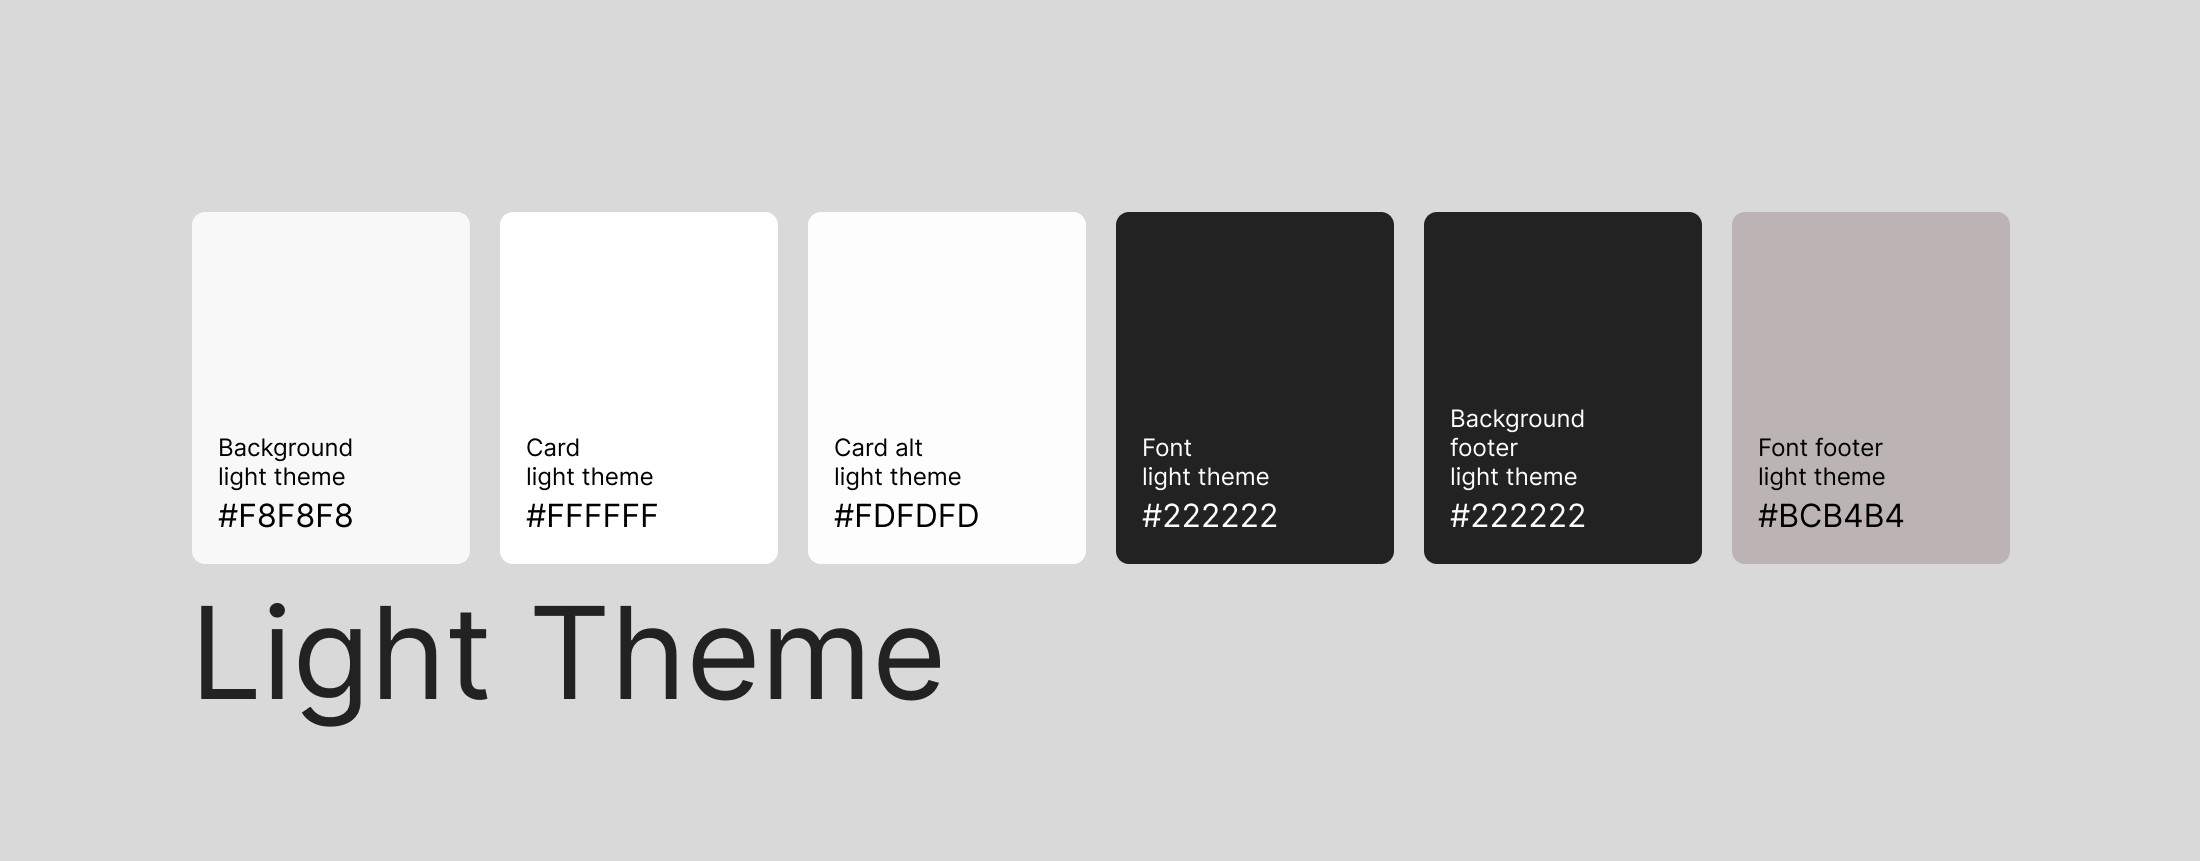 Background
light theme
#F8F8F8
Card
light theme
#FFFFFF
Card alt
light theme
#FDFDFD
Font
light theme
#222222
Background
footer
light theme
#222222
Font footer
light theme
#BCB4B4
Light Theme